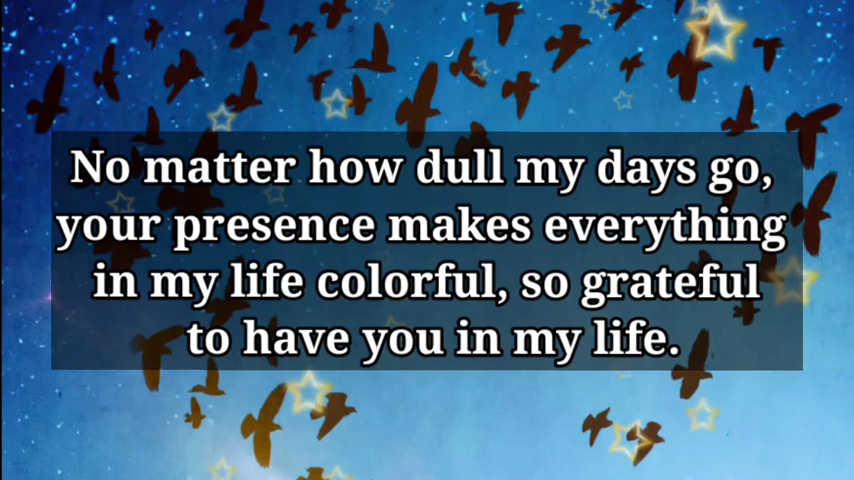 No matter how dull my days go,
your presence makes everything
in my life colorful, so grateful
to have you in my life.